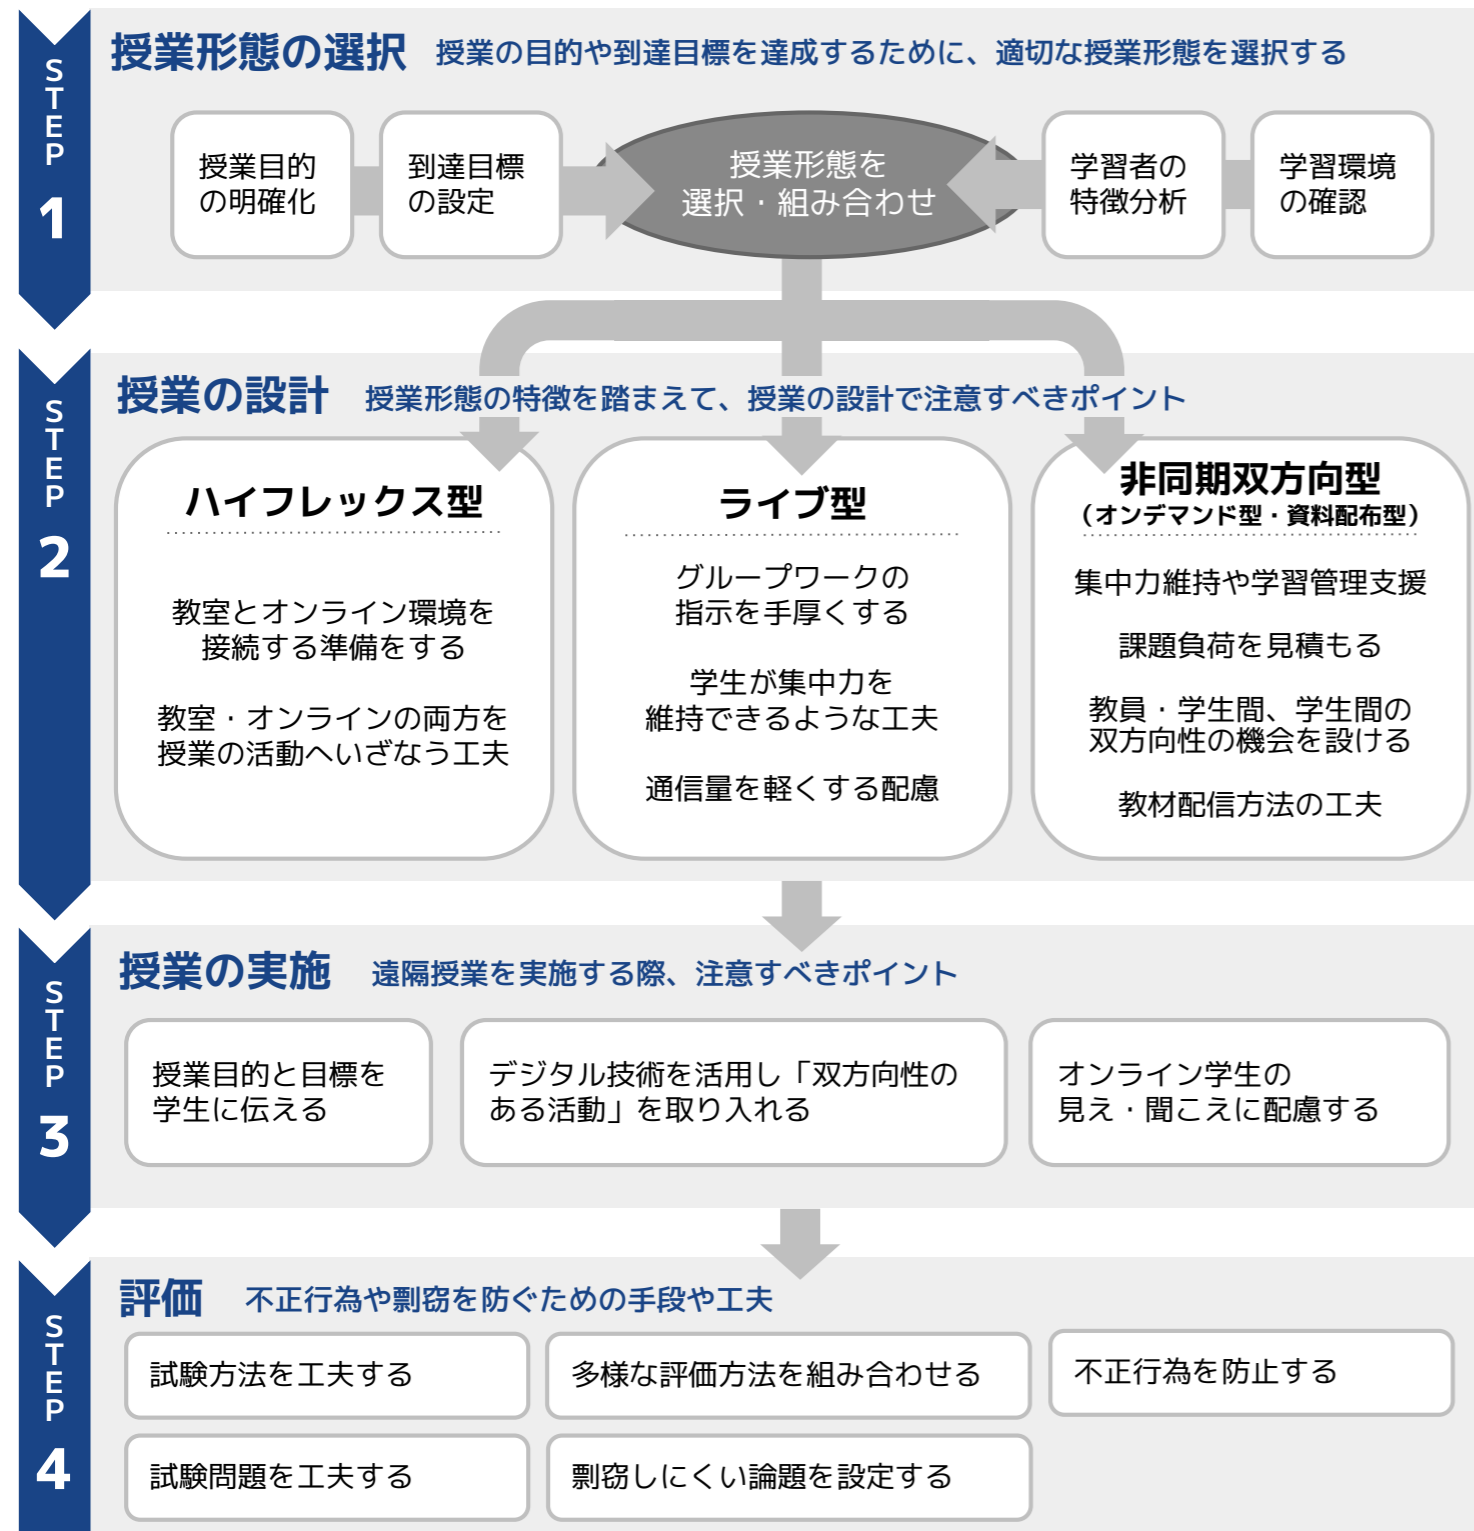 STEP
1
授業形態の選択 授業の目的や到達目標を達成するために、適切な授業形態を選択する
授業目的
の明確化
到達目標
の設定
授業形態を
選択・組み合わせ
学習者の
特徴分析
学習環境
の確認
STEP
2
授業の設計 授業形態の特徴を踏まえて、授業の設計で注意すべきポイント
ハイフレックス型
教室とオンライン環境を
接続する準備をする
教室・オンラインの両方を
授業の活動へいざなう工夫
ライブ型
グループワークの
指示を手厚くする
学生が集中力を
維持できるような工夫
通信量を軽くする配慮
非同期双方向型
（オンデマンド型・資料配布型）
集中力維持や学習管理支援
課題負荷を見積もる
教員・学生間、学生間の
双方向性の機会を設ける
教材配信方法の工夫
STEP
3
授業の実施 遠隔授業を実施する際、注意すべきポイント
授業目的と目標を
学生に伝える
デジタル技術を活用し「双方向性の
ある活動」を取り入れる
オンライン学生の
見え・聞こえに配慮する
STEP
4
評価 不正行為や剽窃を防ぐための手段や工夫
試験方法を工夫する
多様な評価方法を組み合わせる
不正行為を防止する
試験問題を工夫する
剽窃しにくい論題を設定する